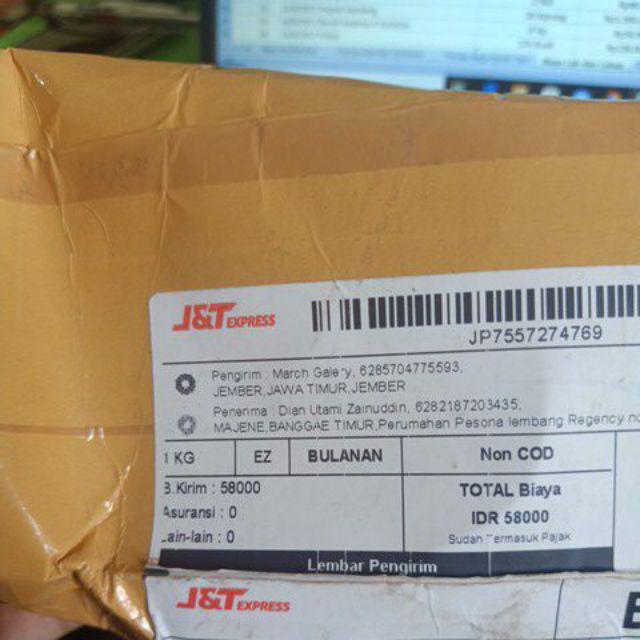 J&T EXPRESS
JP7557274769
Pengirim : March Galery, 6285704775593,
JEMBER,JAWA TIMUR,JEMBER
Penerima : Dian Utami Zainuddin, 6282187203435,
MAJENE,BANGGAE TIMUR,Perumahan Pesona lembang Regency no
1 KG EZ BULANAN Non COD
B.Kirim : 58000 TOTAL Biaya
Asuransi : 0 IDR 58000
Lain-lain : 0 Sudah Termasuk Pajak
Lembar Pengirim
J&T EXPRESS